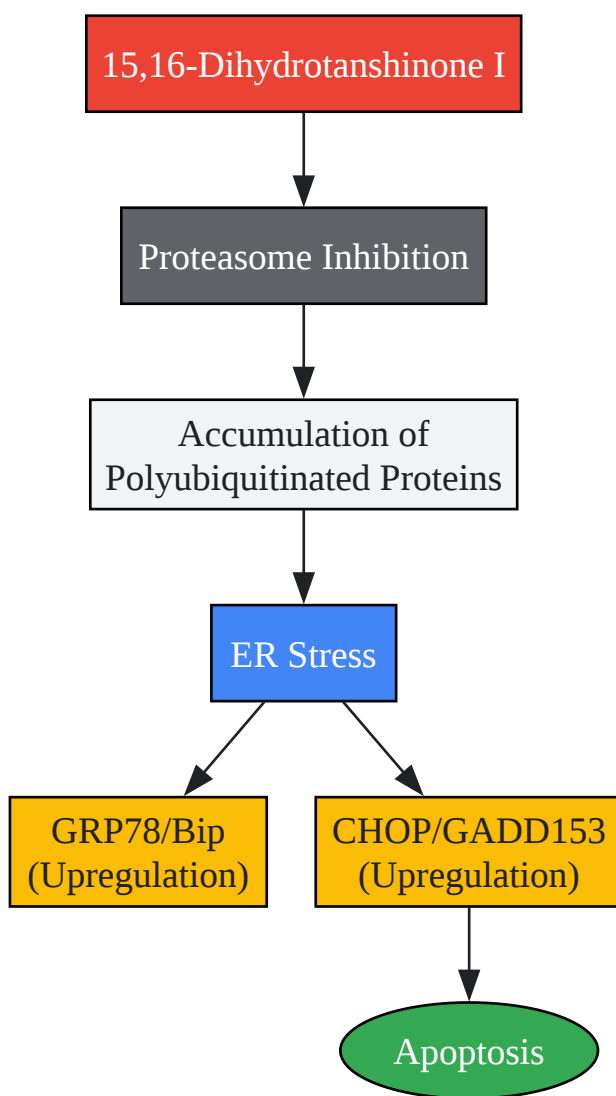 15,16-Dihydrotanshinone I
Proteasome Inhibition
Accumulation of
Polyubiquitinated Proteins
ER Stress
GRP78/Bip
(Upregulation)
CHOP/GADD153
(Upregulation)
Apoptosis